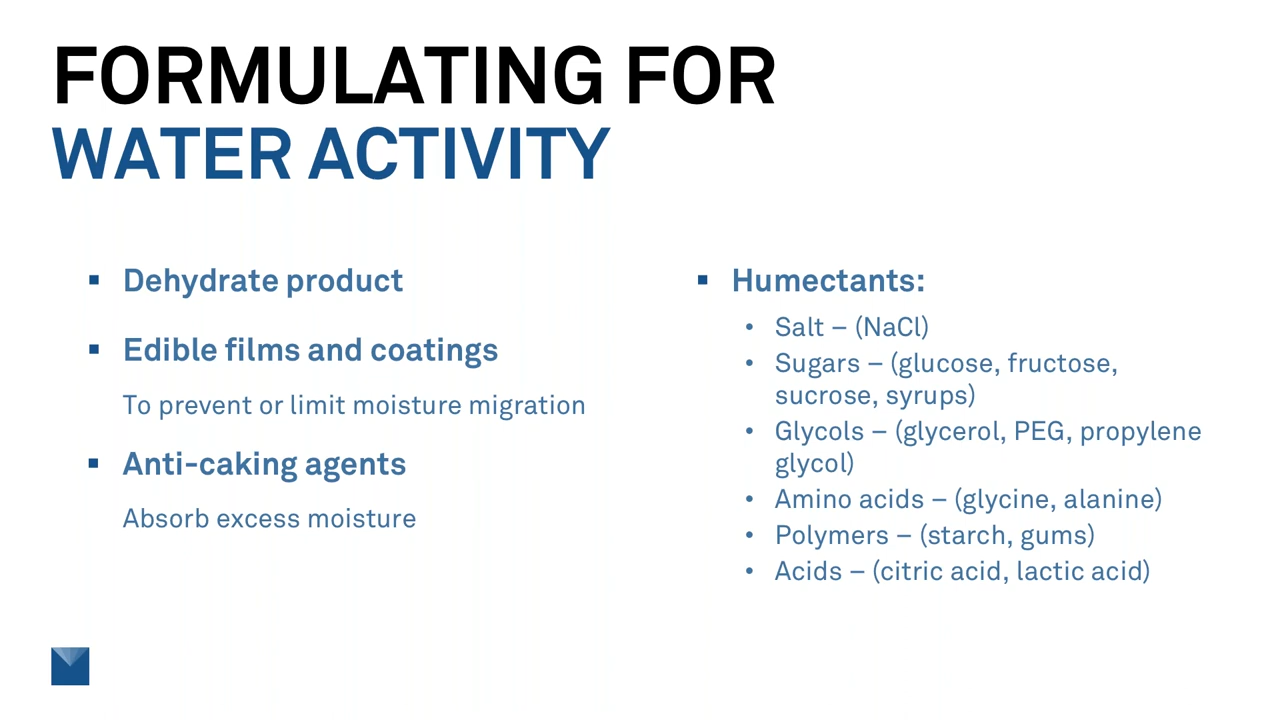 FORMULATING FOR
WATER ACTIVITY
▪ Dehydrate product
▪ Edible films and coatings
To prevent or limit moisture migration
▪ Anti-caking agents
Absorb excess moisture
▪ Humectants:
• Salt – (NaCl)
• Sugars – (glucose, fructose,
sucrose, syrups)
• Glycols – (glycerol, PEG, propylene
glycol)
• Amino acids – (glycine, alanine)
• Polymers – (starch, gums)
• Acids – (citric acid, lactic acid)